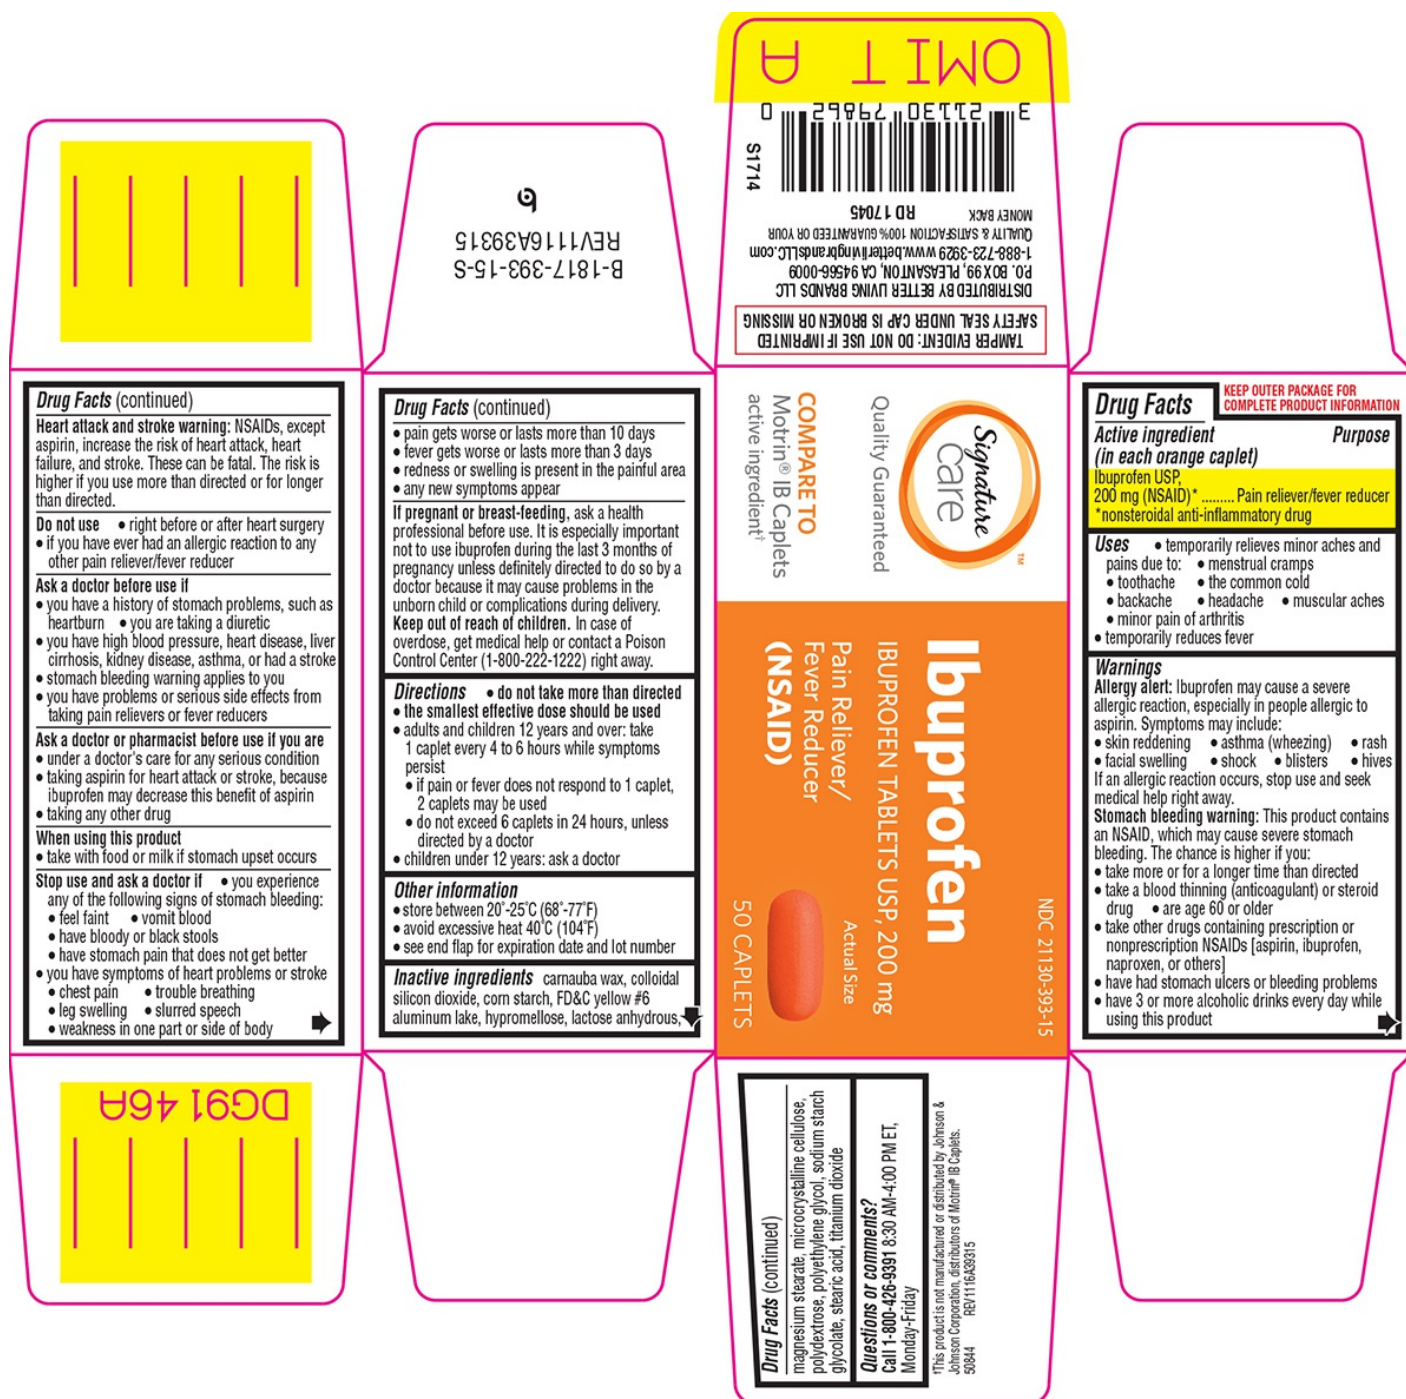 OMIT A
3 21130 79862 0
S1714
RD 17045
QUALITY & SATISFACTION 100% GUARANTEED OR YOUR
MONEY BACK
1-888-723-3929 www.betterlivingbrandsLLC.com
P.O. BOX 99, PLEASANTON, CA 94566-0009
DISTRIBUTED BY BETTER LIVING BRANDS LLC
TAMPER EVIDENT: DO NOT USE IF IMPRINTED
SAFETY SEAL UNDER CAP IS BROKEN OR MISSING
B-1817-393-15-S
REV1116A39315
b
Signature
care™
Quality Guaranteed
COMPARE TO
Motrin® IB Caplets
active ingredient†
NDC 21130-393-15
Ibuprofen
IBUPROFEN TABLETS USP, 200 mg
Pain Reliever/
Fever Reducer
(NSAID)
Actual Size
50 CAPLETS
KEEP OUTER PACKAGE FOR
COMPLETE PRODUCT INFORMATION
Drug Facts
Active ingredient Purpose
(in each orange caplet)
Ibuprofen USP,
200 mg (NSAID)* ......... Pain reliever/fever reducer
*nonsteroidal anti-inflammatory drug
Uses • temporarily relieves minor aches and
pains due to: • menstrual cramps
• toothache • the common cold
• backache • headache • muscular aches
• minor pain of arthritis
• temporarily reduces fever
Warnings
Allergy alert: Ibuprofen may cause a severe
allergic reaction, especially in people allergic to
aspirin. Symptoms may include:
• skin reddening • asthma (wheezing) • rash
• facial swelling • shock • blisters • hives
If an allergic reaction occurs, stop use and seek
medical help right away.
Stomach bleeding warning: This product contains
an NSAID, which may cause severe stomach
bleeding. The chance is higher if you:
• take more or for a longer time than directed
• take a blood thinning (anticoagulant) or steroid
drug • are age 60 or older
• take other drugs containing prescription or
nonprescription NSAIDs [aspirin, ibuprofen,
naproxen, or others]
• have had stomach ulcers or bleeding problems
• have 3 or more alcoholic drinks every day while
using this product
Drug Facts (continued)
Heart attack and stroke warning: NSAIDs, except
aspirin, increase the risk of heart attack, heart
failure, and stroke. These can be fatal. The risk is
higher if you use more than directed or for longer
than directed.
Do not use • right before or after heart surgery
• if you have ever had an allergic reaction to any
other pain reliever/fever reducer
Ask a doctor before use if
• you have a history of stomach problems, such as
heartburn • you are taking a diuretic
• you have high blood pressure, heart disease, liver
cirrhosis, kidney disease, asthma, or had a stroke
• stomach bleeding warning applies to you
• you have problems or serious side effects from
taking pain relievers or fever reducers
Ask a doctor or pharmacist before use if you are
• under a doctor's care for any serious condition
• taking aspirin for heart attack or stroke, because
ibuprofen may decrease this benefit of aspirin
• taking any other drug
When using this product
• take with food or milk if stomach upset occurs
Stop use and ask a doctor if • you experience
any of the following signs of stomach bleeding:
• feel faint • vomit blood
• have bloody or black stools
• have stomach pain that does not get better
• you have symptoms of heart problems or stroke
• chest pain • trouble breathing
• leg swelling • slurred speech
• weakness in one part or side of body
Drug Facts (continued)
• pain gets worse or lasts more than 10 days
• fever gets worse or lasts more than 3 days
• redness or swelling is present in the painful area
• any new symptoms appear
If pregnant or breast-feeding, ask a health
professional before use. It is especially important
not to use ibuprofen during the last 3 months of
pregnancy unless definitely directed to do so by a
doctor because it may cause problems in the
unborn child or complications during delivery.
Keep out of reach of children. In case of
overdose, get medical help or contact a Poison
Control Center (1-800-222-1222) right away.
Directions • do not take more than directed
• the smallest effective dose should be used
• adults and children 12 years and over: take
1 caplet every 4 to 6 hours while symptoms
persist
• if pain or fever does not respond to 1 caplet,
2 caplets may be used
• do not exceed 6 caplets in 24 hours, unless
directed by a doctor
• children under 12 years: ask a doctor
Other information
• store between 20°-25°C (68°-77°F)
• avoid excessive heat 40°C (104°F)
• see end flap for expiration date and lot number
Inactive ingredients carnauba wax, colloidal
silicon dioxide, corn starch, FD&C yellow #6
aluminum lake, hypromellose, lactose anhydrous,
Drug Facts (continued)
magnesium stearate, microcrystalline cellulose,
polydextrose, polyethylene glycol, sodium starch
glycolate, stearic acid, titanium dioxide
Questions or comments?
Call 1-800-426-9391 8:30 AM-4:00 PM ET,
Monday-Friday
†This product is not manufactured or distributed by Johnson &
Johnson Corporation, distributors of Motrin® IB Caplets.
50844 REV1116A39315
DG9146A